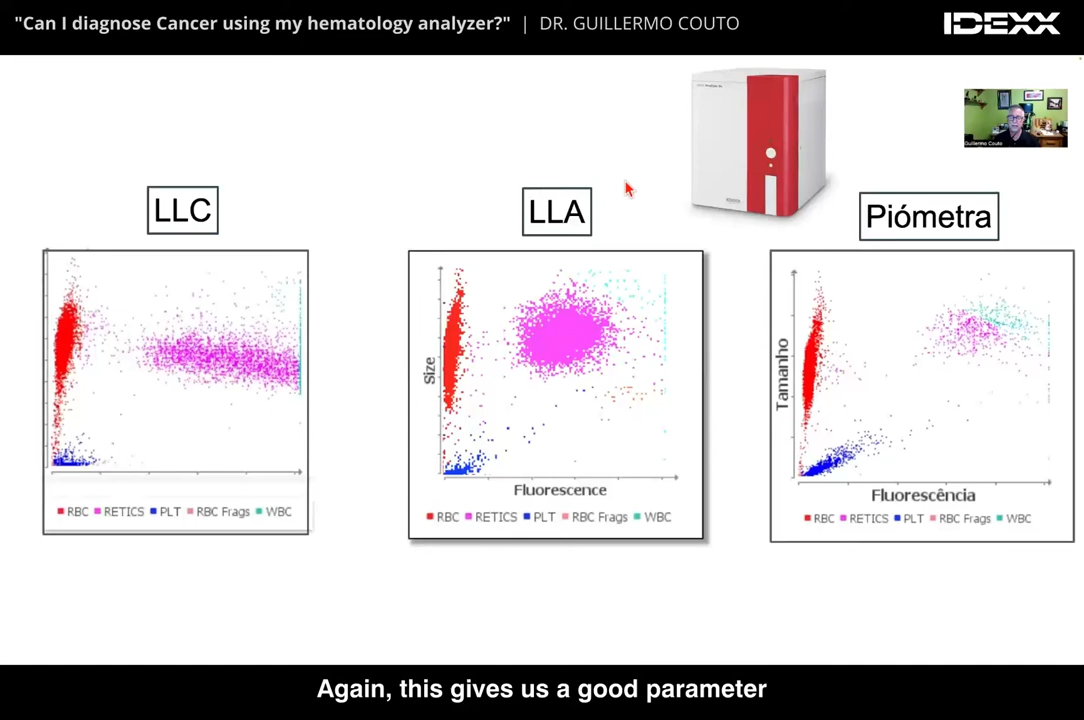 "Can I diagnose Cancer using my hematology analyzer?" | DR. GUILLERMO COUTO
IDEXX
Guillermo Couto
LLC
LLA
Piómetra
RBC RETICS PLT RBC Frags WBC
Size
Fluorescence
RBC RETICS PLT RBC Frags WBC
Tamanho
Fluorescência
RBC RETICS PLT RBC Frags WBC
Again, this gives us a good parameter